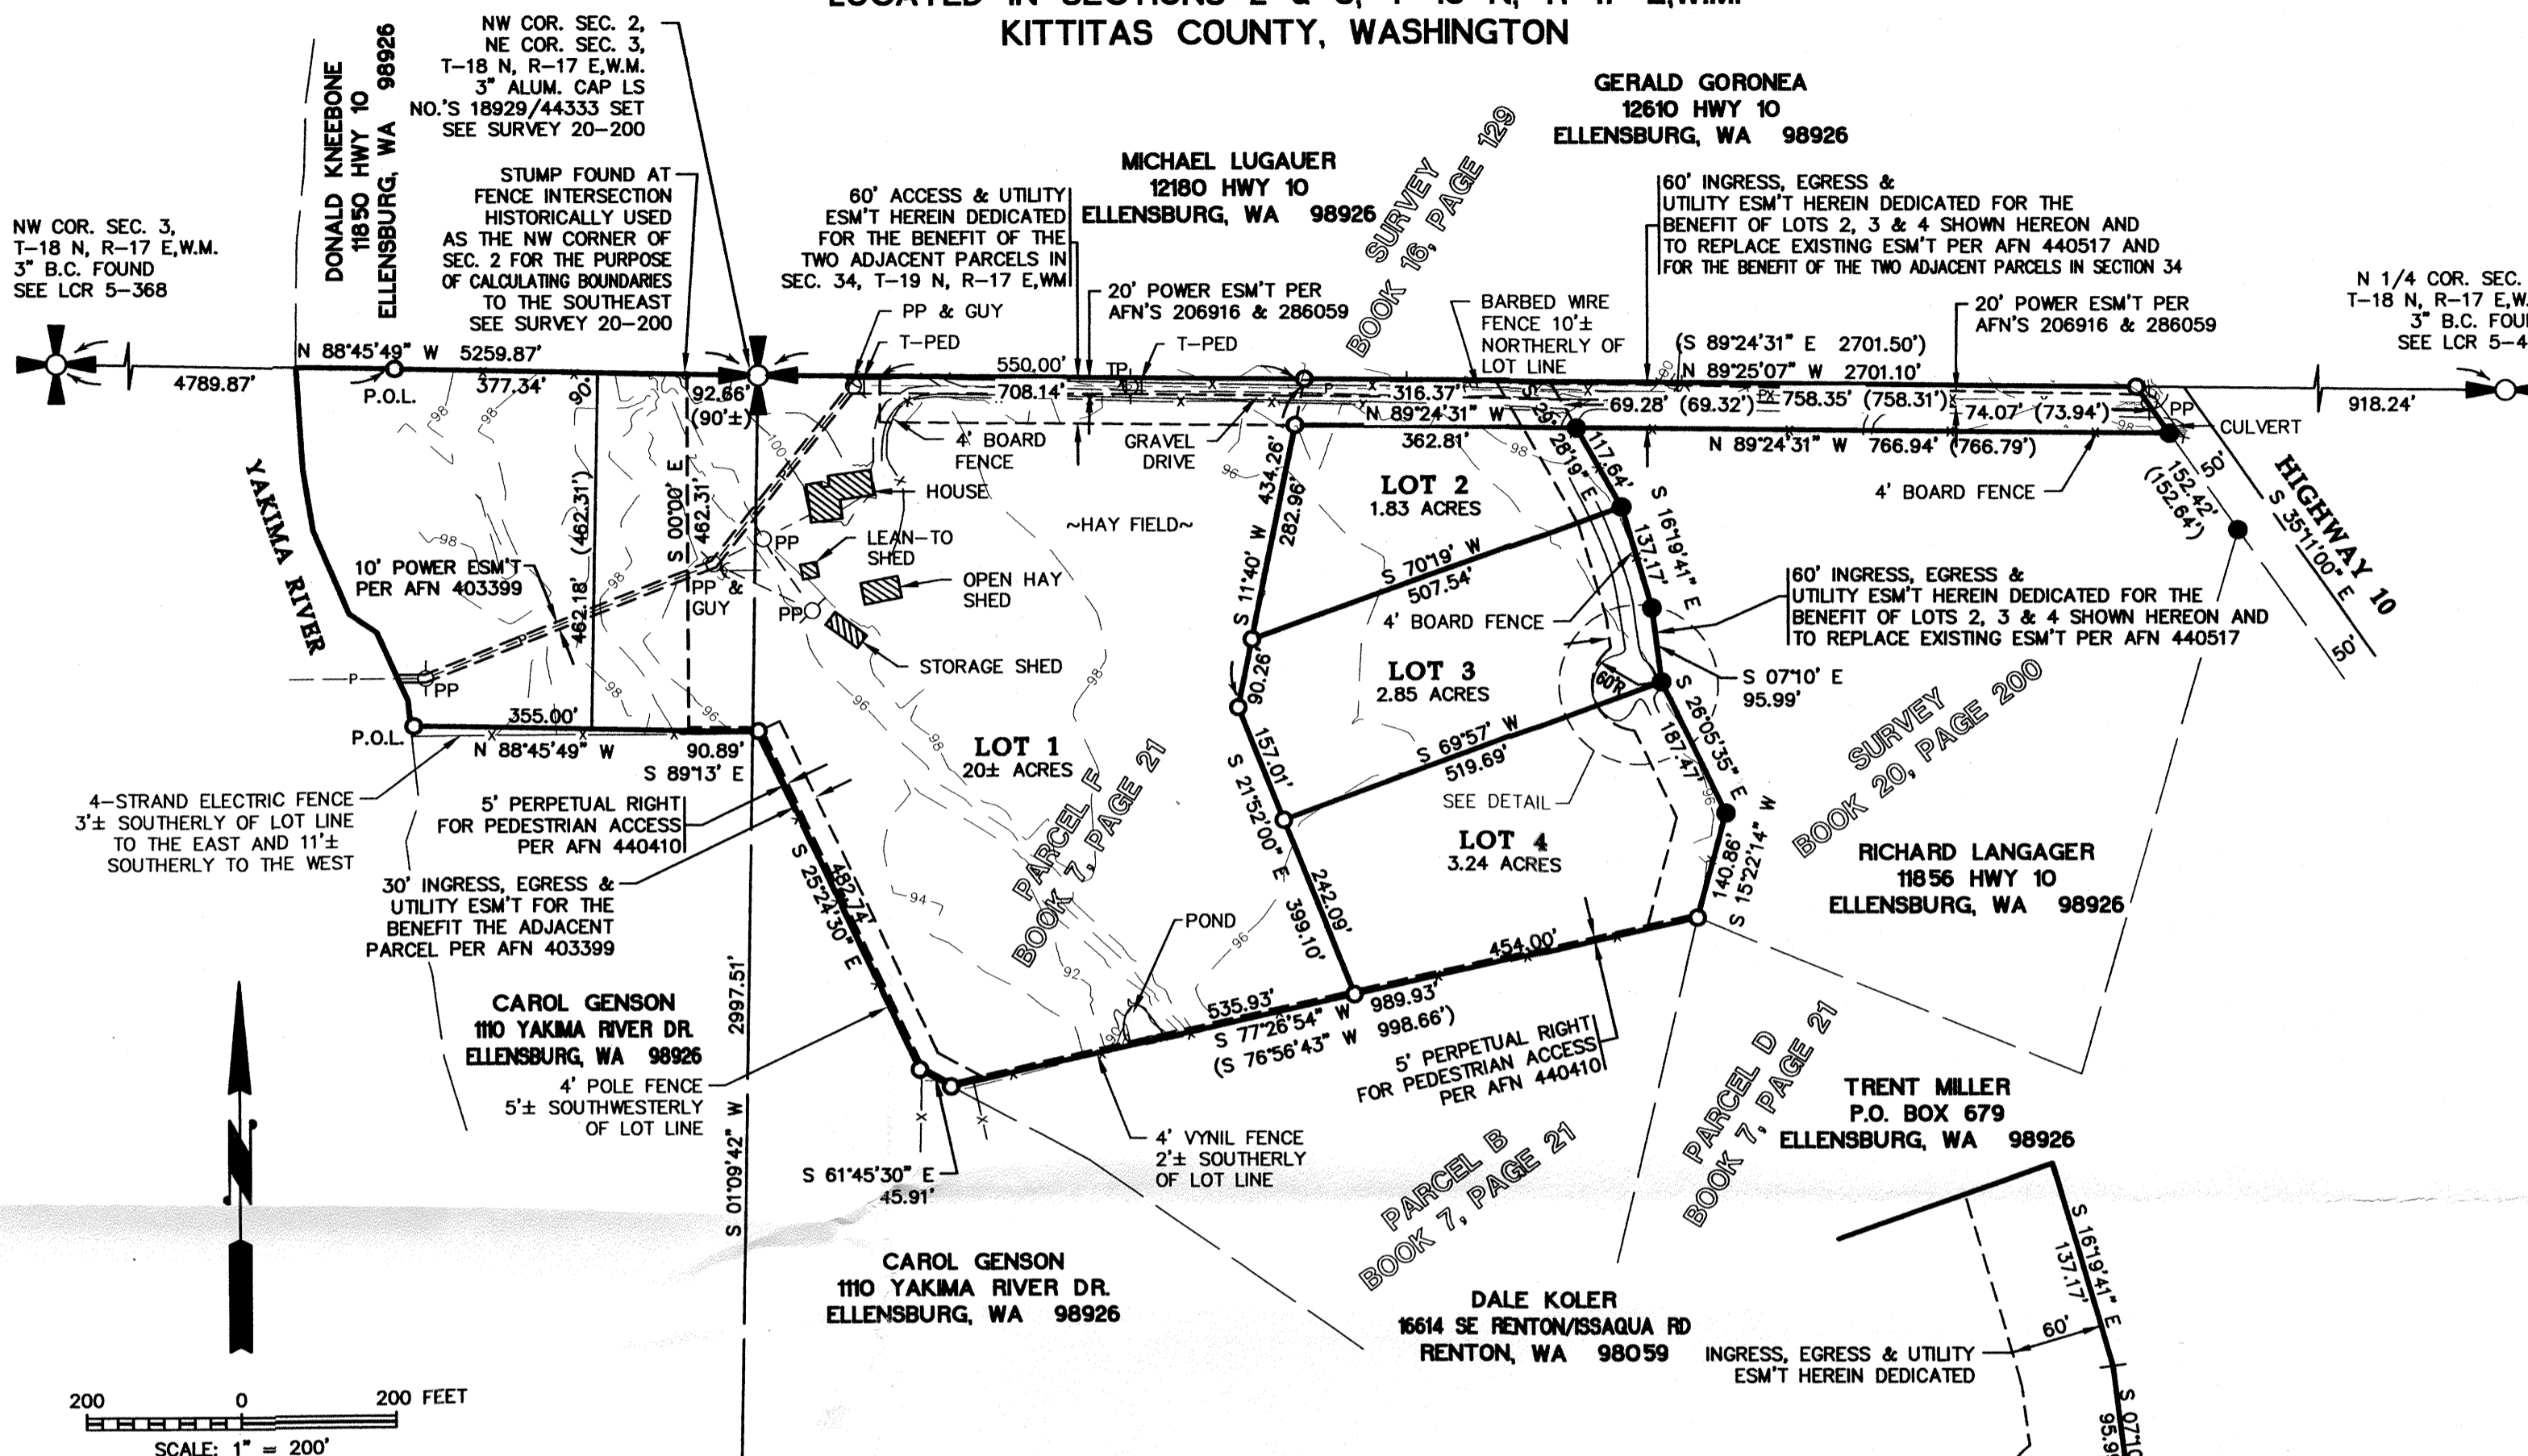 KITTITAS COUNTY, WASHINGTON
NW COR. SEC. 2,
NE COR. SEC. 3,
T-18 N, R-17 E,W.M.
3" ALUM. CAP LS
NO.'S 18929/44333 SET
SEE SURVEY 20-200
DONALD KNEEBONE
11850 HWY 10
ELLENSBURG, WA 98926
GERALD GORONEA
12610 HWY 10
ELLENSBURG, WA 98926
MICHAEL LUGAUER
12180 HWY 10
ELLENSBURG, WA 98926
SURVEY
BOOK 16, PAGE 129
STUMP FOUND AT
FENCE INTERSECTION
HISTORICALLY USED
AS THE NW CORNER OF
SEC. 2 FOR THE PURPOSE
OF CALCULATING BOUNDARIES
TO THE SOUTHEAST
SEE SURVEY 20-200
60' ACCESS & UTILITY
ESM'T HEREIN DEDICATED
FOR THE BENEFIT OF THE
TWO ADJACENT PARCELS IN
SEC. 34, T-19 N, R-17 E,WM
60' INGRESS, EGRESS &
UTILITY ESM'T HEREIN DEDICATED FOR THE
BENEFIT OF LOTS 2, 3 & 4 SHOWN HEREON AND
TO REPLACE EXISTING ESM'T PER AFN 440517 AND
FOR THE BENEFIT OF THE TWO ADJACENT PARCELS IN SECTION 34
NW COR. SEC. 3,
T-18 N, R-17 E,W.M.
3" B.C. FOUND
SEE LCR 5-368
N 1/4 COR. SEC.
T-18 N, R-17 E,W.
3" B.C. FOU
SEE LCR 5-4
20' POWER ESM'T PER
AFN'S 206916 & 286059
PP & GUY
T-PED
T-PED
TP
BARBED WIRE
FENCE 10'±
NORTHERLY OF
LOT LINE
20' POWER ESM'T PER
AFN'S 206916 & 286059
(S 89°24'31" E 2701.50')
N 89°25'07" W 2701.10'
N 88°45'49" W 5259.87'
4789.87'
P.O.L.
377.34'
90'
92.66'
(90'±)
550.00'
708.14'
316.37'
N 89°24'31" W
362.81'
69.28' (69.32')
758.35' (758.31')
74.07' (73.94')
PP
CULVERT
918.24'
N 89°24'31" W 766.94' (766.79')
4' BOARD FENCE
50'
152.42'
(152.64')
HIGHWAY 10
S 35°11'00" E
50'
4' BOARD
FENCE
GRAVEL
DRIVE
HOUSE
~HAY FIELD~
LEAN-TO
SHED
OPEN HAY
SHED
STORAGE SHED
PP
PP
PP &
GUY
S 00°00' E
462.31'
462.18' (462.31')
YAKIMA RIVER
10' POWER ESM'T
PER AFN 403399
P
PP
S 29°28'19" E
117.64'
LOT 2
1.83 ACRES
434.26'
282.96'
S 11°40' W
S 70°19' W
507.54'
S 16°19'41" E
137.17'
4' BOARD FENCE
60' INGRESS, EGRESS &
UTILITY ESM'T HEREIN DEDICATED FOR THE
BENEFIT OF LOTS 2, 3 & 4 SHOWN HEREON AND
TO REPLACE EXISTING ESM'T PER AFN 440517
LOT 3
2.85 ACRES
90.26'
60'R
S 07°10' E
95.99'
SURVEY
BOOK 20, PAGE 200
S 69°57' W
519.69'
SEE DETAIL
S 26°05'35" E
187.47'
157.01'
S 21°52'00" E
LOT 4
3.24 ACRES
140.86'
S 15°22'14" W
242.09'
399.10'
454.00'
355.00'
P.O.L.
N 88°45'49" W
90.89'
S 89°13' E
LOT 1
20± ACRES
PARCEL F
BOOK 7, PAGE 21
4-STRAND ELECTRIC FENCE
3'± SOUTHERLY OF LOT LINE
TO THE EAST AND 11'±
SOUTHERLY TO THE WEST
5' PERPETUAL RIGHT
FOR PEDESTRIAN ACCESS
PER AFN 440410
30' INGRESS, EGRESS &
UTILITY ESM'T FOR THE
BENEFIT THE ADJACENT
PARCEL PER AFN 403399
482.74'
S 25°24'30" E
RICHARD LANGAGER
11856 HWY 10
ELLENSBURG, WA 98926
POND
535.93'
S 77°26'54" W 989.93'
(S 76°56'43" W 998.66')
5' PERPETUAL RIGHT
FOR PEDESTRIAN ACCESS
PER AFN 440410
2997.51'
S 01°09'42" W
CAROL GENSON
1110 YAKIMA RIVER DR.
ELLENSBURG, WA 98926
4' POLE FENCE
5'± SOUTHWESTERLY
OF LOT LINE
S 61°45'30" E
45.91'
4' VYNIL FENCE
2'± SOUTHERLY
OF LOT LINE
PARCEL B
BOOK 7, PAGE 21
PARCEL D
BOOK 7, PAGE 21
TRENT MILLER
P.O. BOX 679
ELLENSBURG, WA 98926
CAROL GENSON
1110 YAKIMA RIVER DR.
ELLENSBURG, WA 98926
DALE KOLER
16614 SE RENTON/ISSAQUA RD
RENTON, WA 98059
S 16°19'41" E
137.17'
60'
INGRESS, EGRESS & UTILITY
ESM'T HEREIN DEDICATED
200 0 200 FEET
SCALE: 1" = 200'